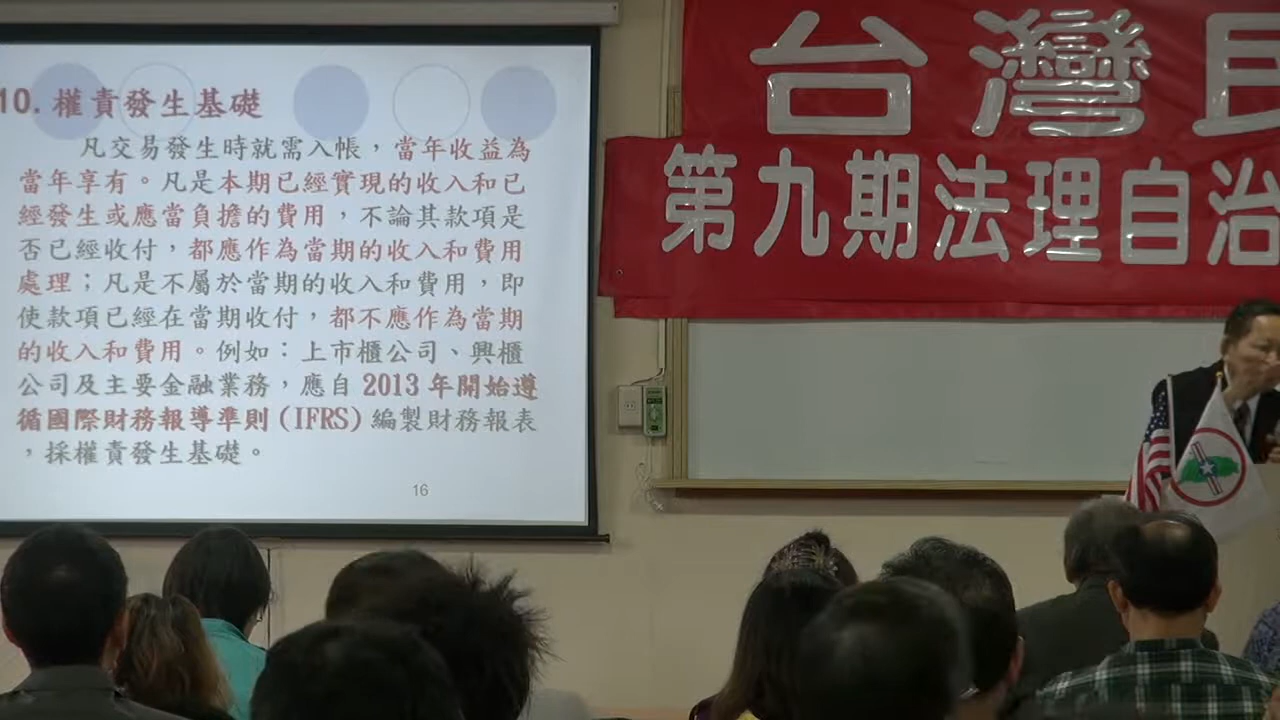 10. 權責發生基礎
凡交易發生時就需入帳，當年收益為
當年享有。凡是本期已經實現的收入和已
經發生或應當負擔的費用，不論其款項是
否已經收付，都應作為當期的收入和費用
處理；凡是不屬於當期的收入和費用，即
使款項已經在當期收付，都不應作為當期
的收入和費用。例如：上市櫃公司、興櫃
公司及主要金融業務，應自 2013 年開始遵
循國際財務報導準則(IFRS)編製財務報表
，採權責發生基礎。
16
台灣民
第九期法理自治